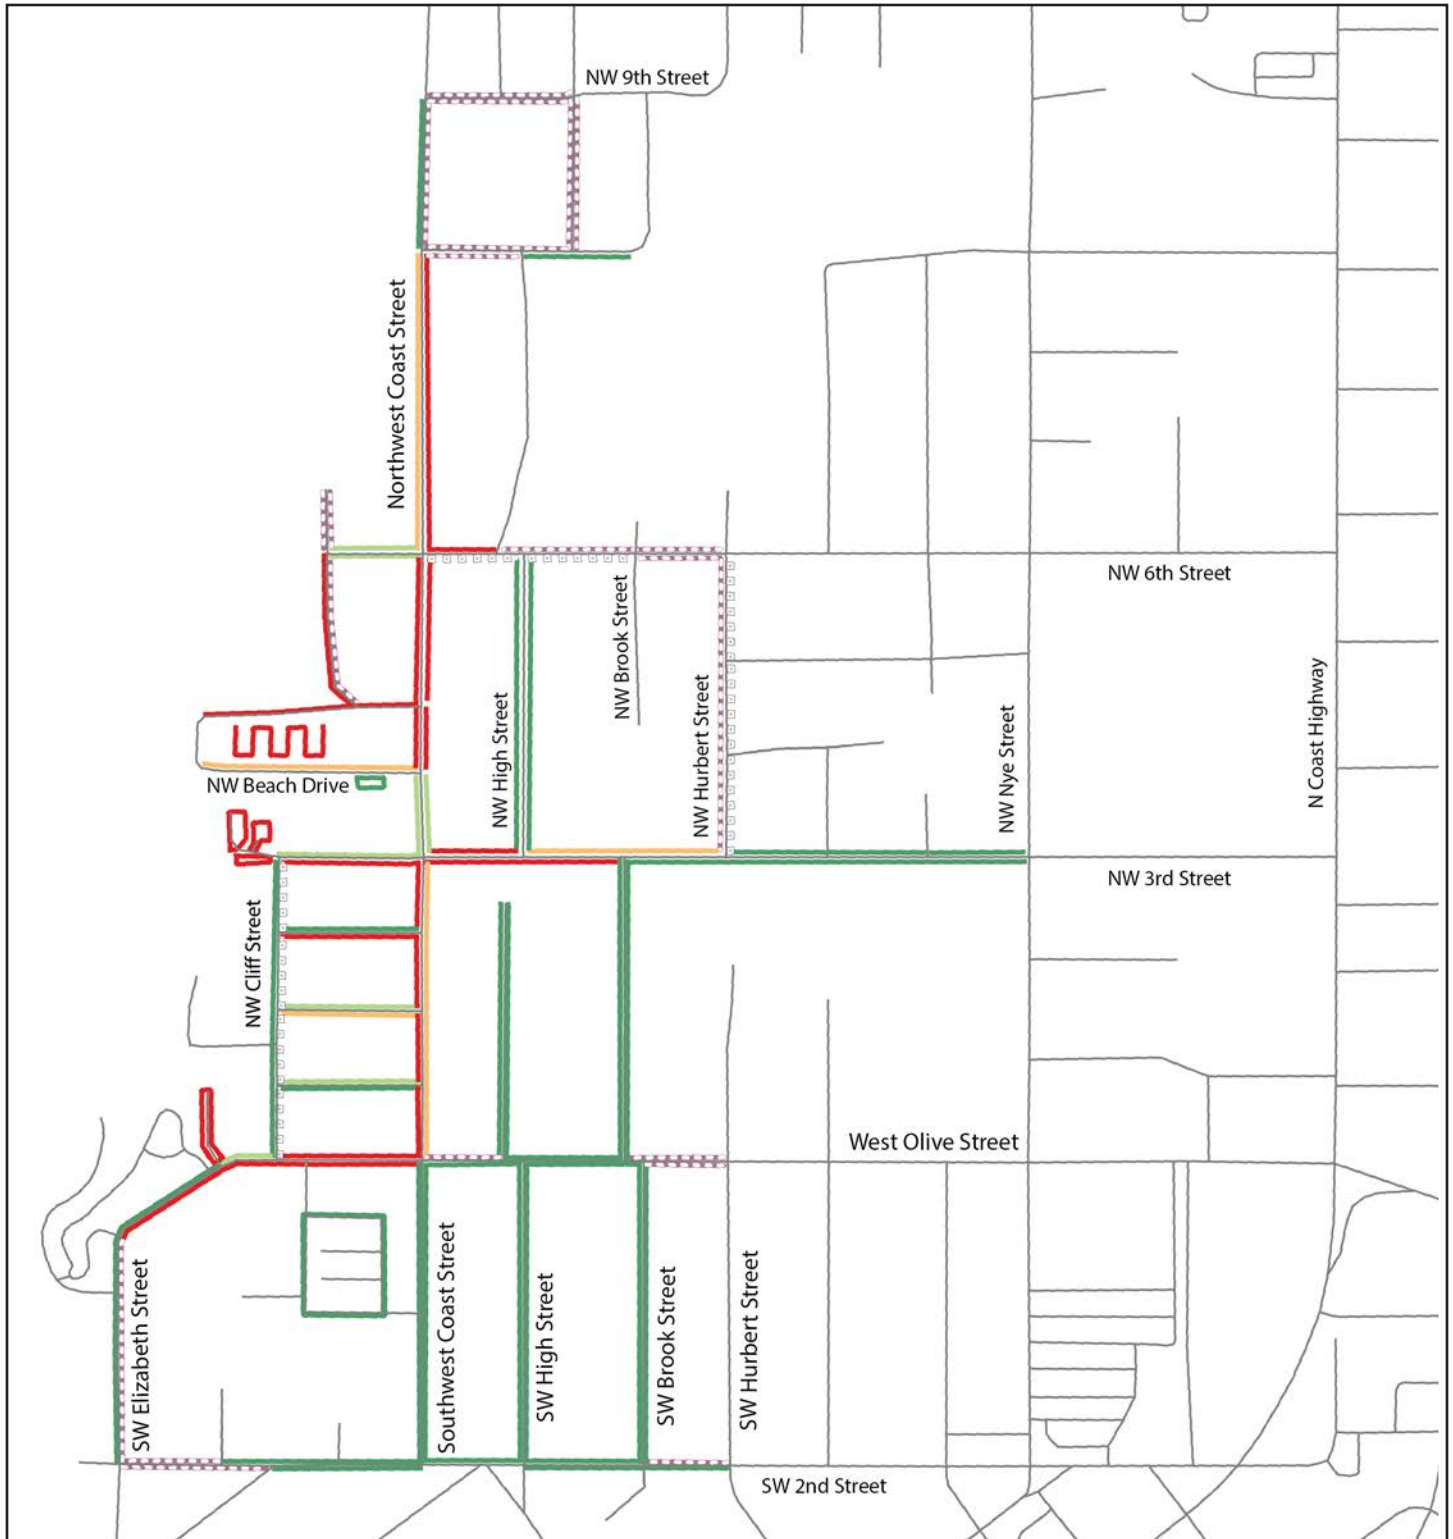 NW 9th Street
Northwest Coast Street
NW 6th Street
NW Brook Street
N Coast Highway
NW High Street
NW Hurbert Street
NW Nye Street
NW Beach Drive
NW 3rd Street
NW Cliff Street
West Olive Street
SW Elizabeth Street
Southwest Coast Street
SW High Street
SW Brook Street
SW Hurbert Street
SW 2nd Street